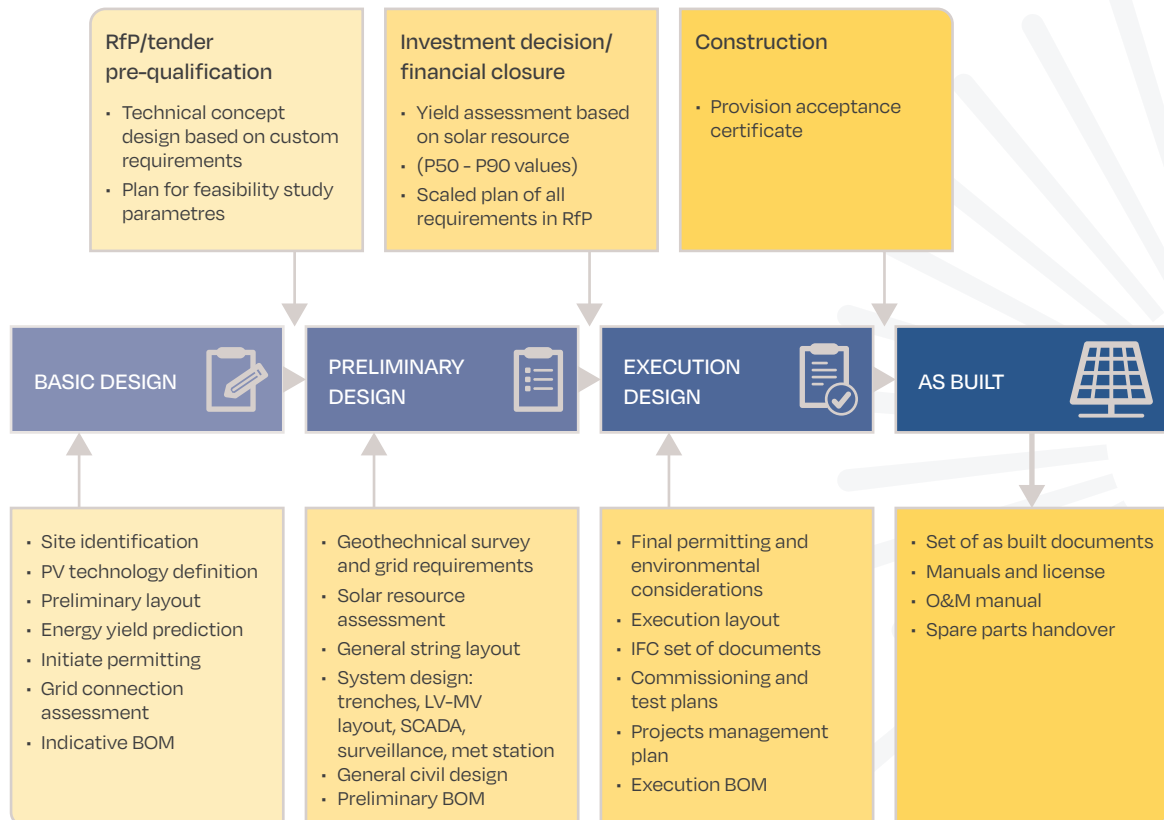 RfP/tender
pre-qualification
• Technical concept
design based on custom
requirements
• Plan for feasibility study
parametres
Investment decision/
financial closure
• Yield assessment based
on solar resource
• (P50 - P90 values)
• Scaled plan of all
requirements in RfP
Construction
• Provision acceptance
certificate
BASIC DESIGN
PRELIMINARY
DESIGN
EXECUTION
DESIGN
AS BUILT
• Site identification
• PV technology definition
• Preliminary layout
• Energy yield prediction
• Initiate permitting
• Grid connection
assessment
• Indicative BOM
• Geothechnical survey
and grid requirements
• Solar resource
assessment
• General string layout
• System design:
trenches, LV-MV
layout, SCADA,
surveillance, met station
• General civil design
• Preliminary BOM
• Final permitting and
environmental
considerations
• Execution layout
• IFC set of documents
• Commissioning and
test plans
• Projects management
plan
• Execution BOM
• Set of as built documents
• Manuals and license
• O&M manual
• Spare parts handover